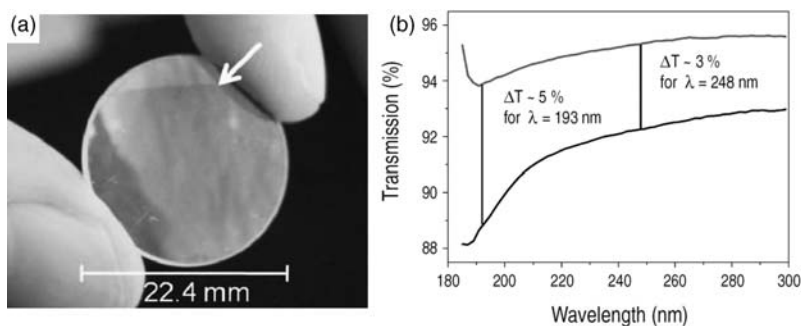 (a)
22.4 mm
(b)
Transmission (%)
96
94
92
90
88
ΔT ~ 5 %
for λ = 193 nm
ΔT ~ 3 %
for λ = 248 nm
180 200 220 240 260 280 300
Wavelength (nm)